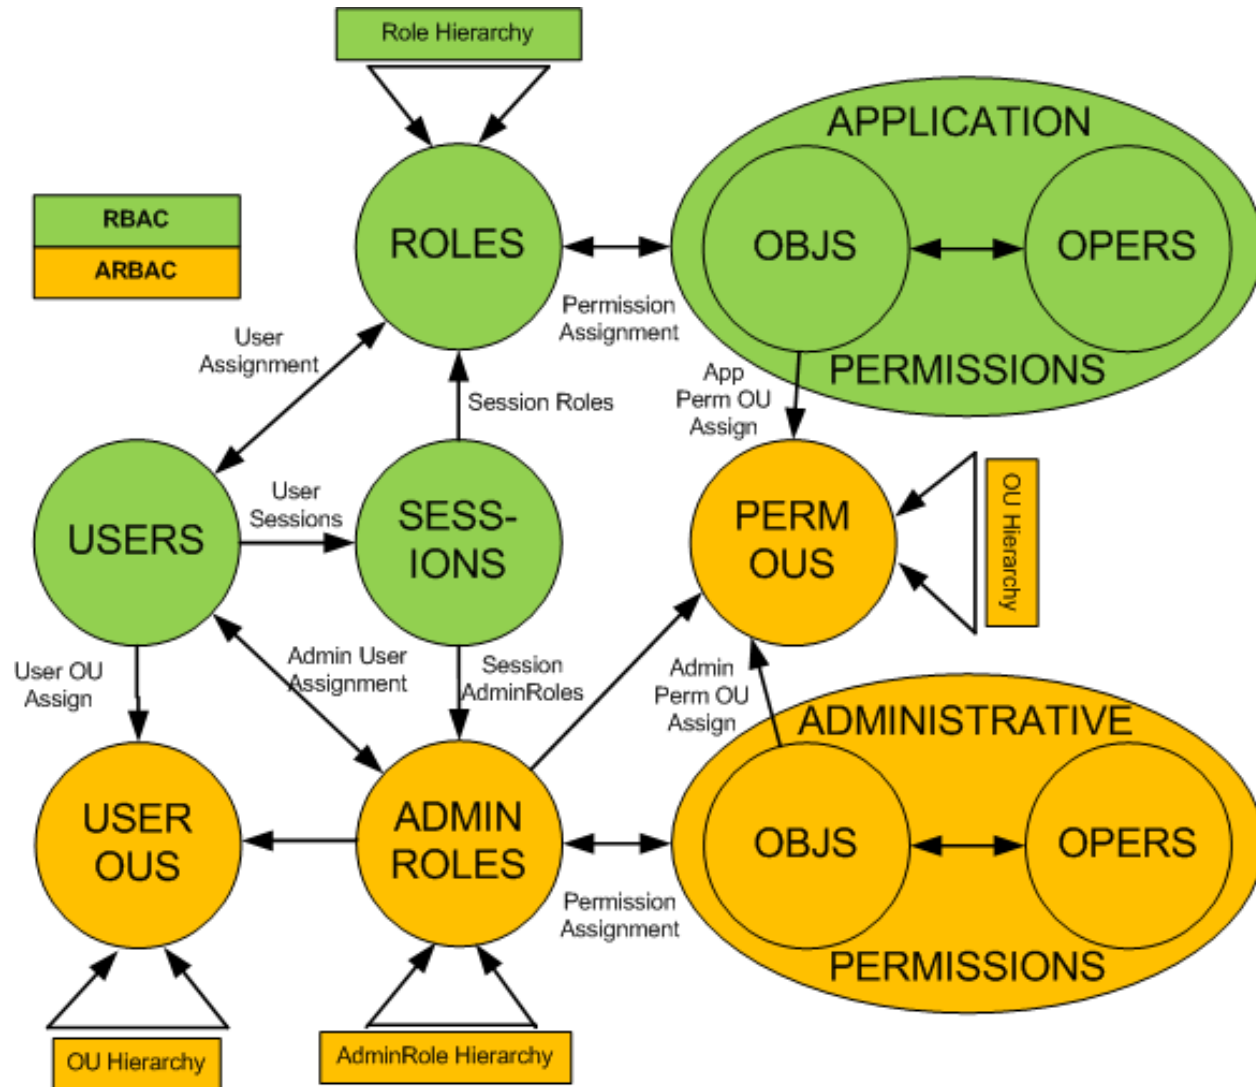 Role Hierarchy
APPLICATION
RBAC
ARBAC
ROLES
OBJS
OPERS
Permission
Assignment
PERMISSIONS
User
Assignment
Session Roles
App
Perm OU
Assign
USERS
User
Sessions
SESS-
IONS
PERM
OUS
OU Hierarchy
User OU
Assign
Admin User
Assignment
Session
AdminRoles
Admin
Perm OU
Assign
ADMINISTRATIVE
USER
OUS
ADMIN
ROLES
OBJS
OPERS
Permission
Assignment
PERMISSIONS
OU Hierarchy
AdminRole Hierarchy